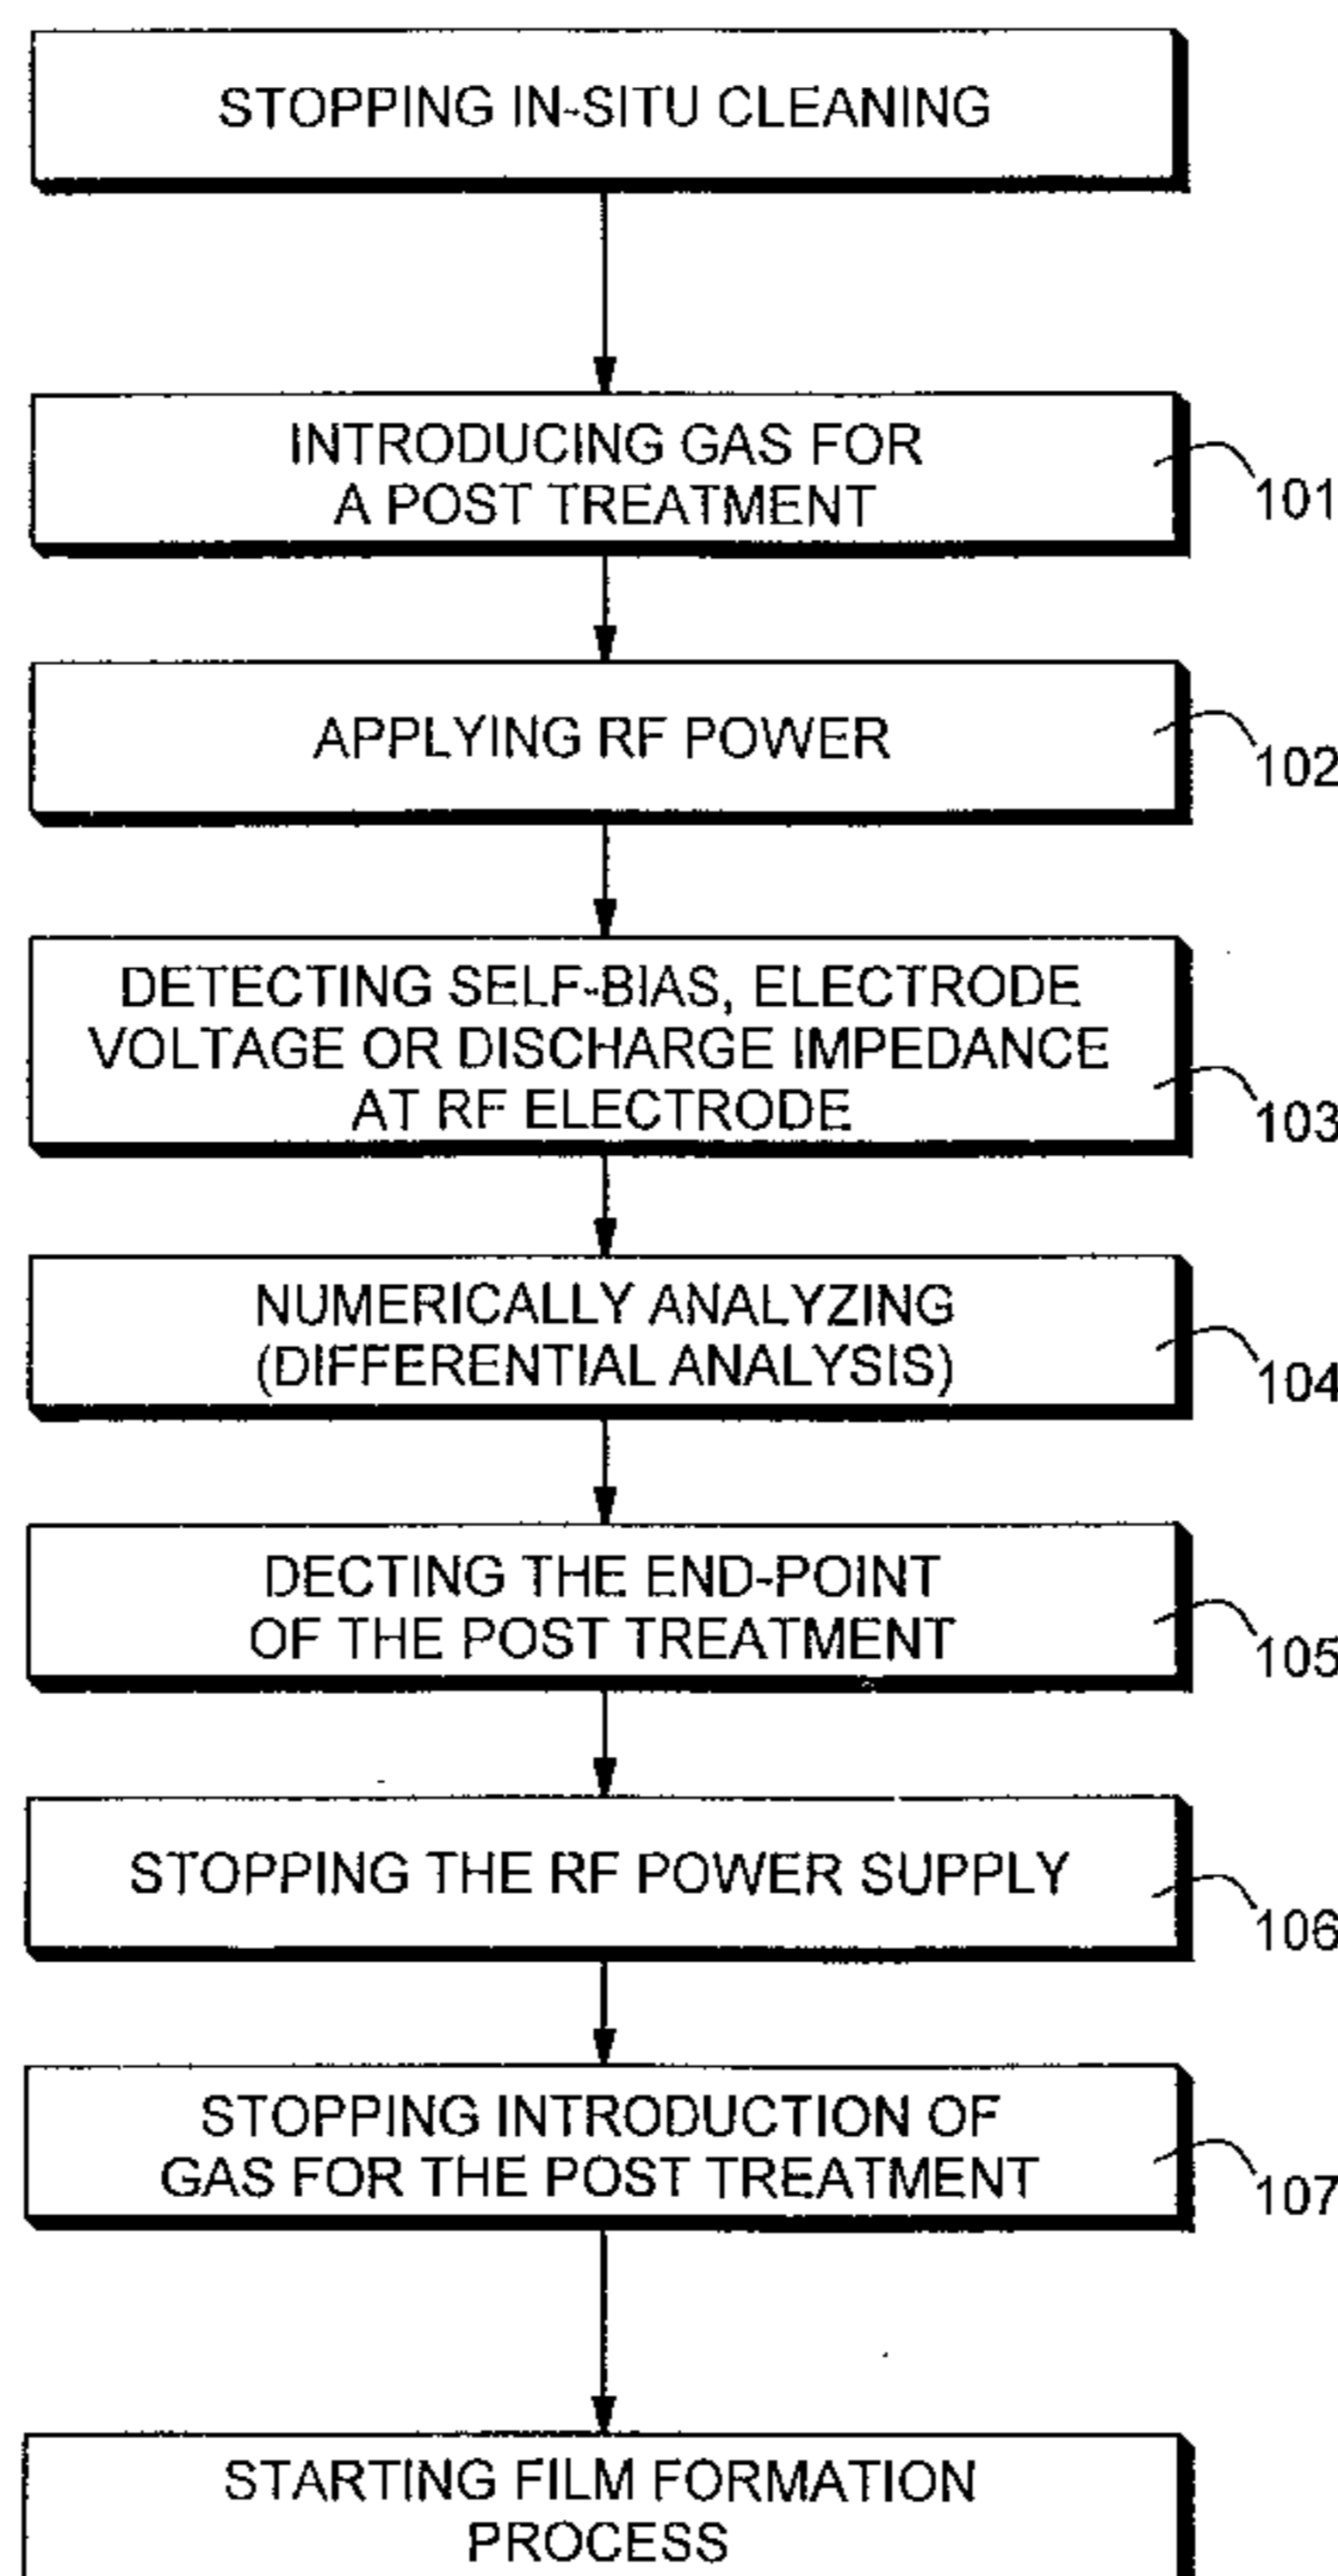 STOPPING IN-SITU CLEANING
INTRODUCING GAS FOR
A POST TREATMENT
101
APPLYING RF POWER
102
DETECTING SELF-BIAS, ELECTRODE
VOLTAGE OR DISCHARGE IMPEDANCE
AT RF ELECTRODE
103
NUMERICALLY ANALYZING
(DIFFERENTIAL ANALYSIS)
104
DECTING THE END-POINT
OF THE POST TREATMENT
105
STOPPING THE RF POWER SUPPLY
106
STOPPING INTRODUCTION OF
GAS FOR THE POST TREATMENT
107
STARTING FILM FORMATION
PROCESS